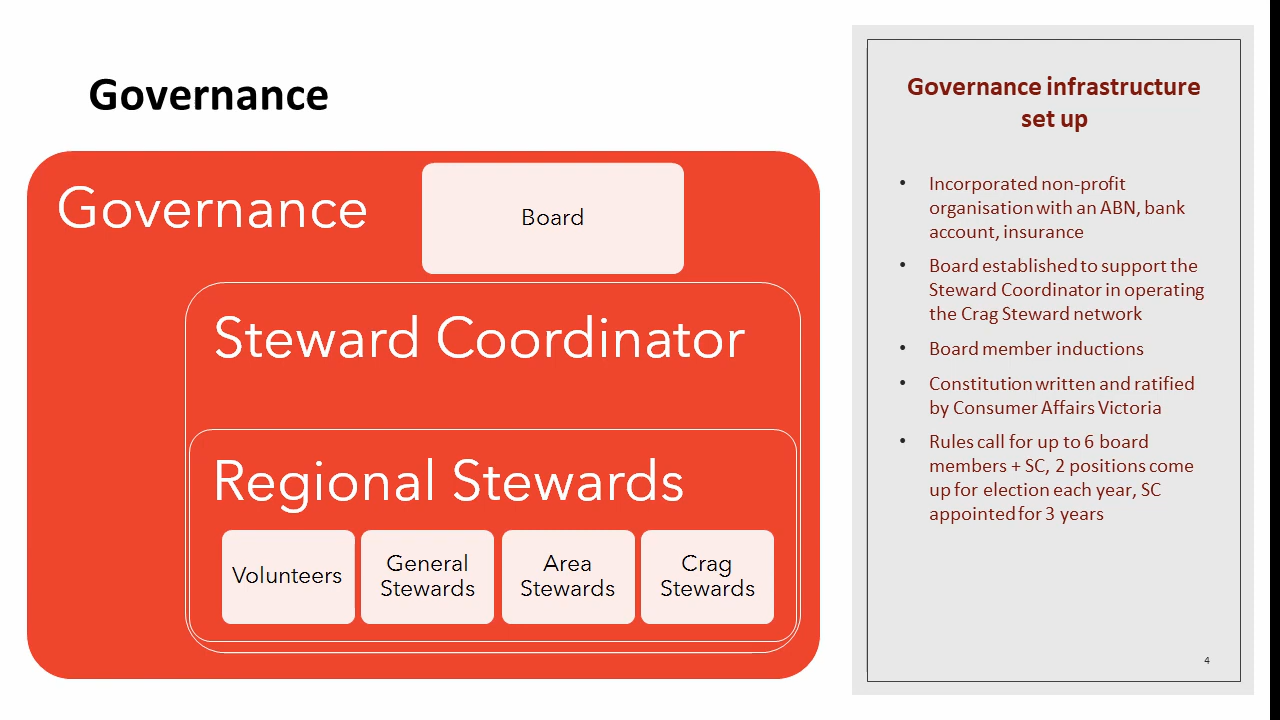 Governance
Governance
Board
Steward Coordinator
Regional Stewards
Volunteers
General
Stewards
Area
Stewards
Crag
Stewards
Governance infrastructure
set up
• Incorporated non-profit
organisation with an ABN, bank
account, insurance
• Board established to support the
Steward Coordinator in operating
the Crag Steward network
• Board member inductions
• Constitution written and ratified
by Consumer Affairs Victoria
• Rules call for up to 6 board
members + SC, 2 positions come
up for election each year, SC
appointed for 3 years
4